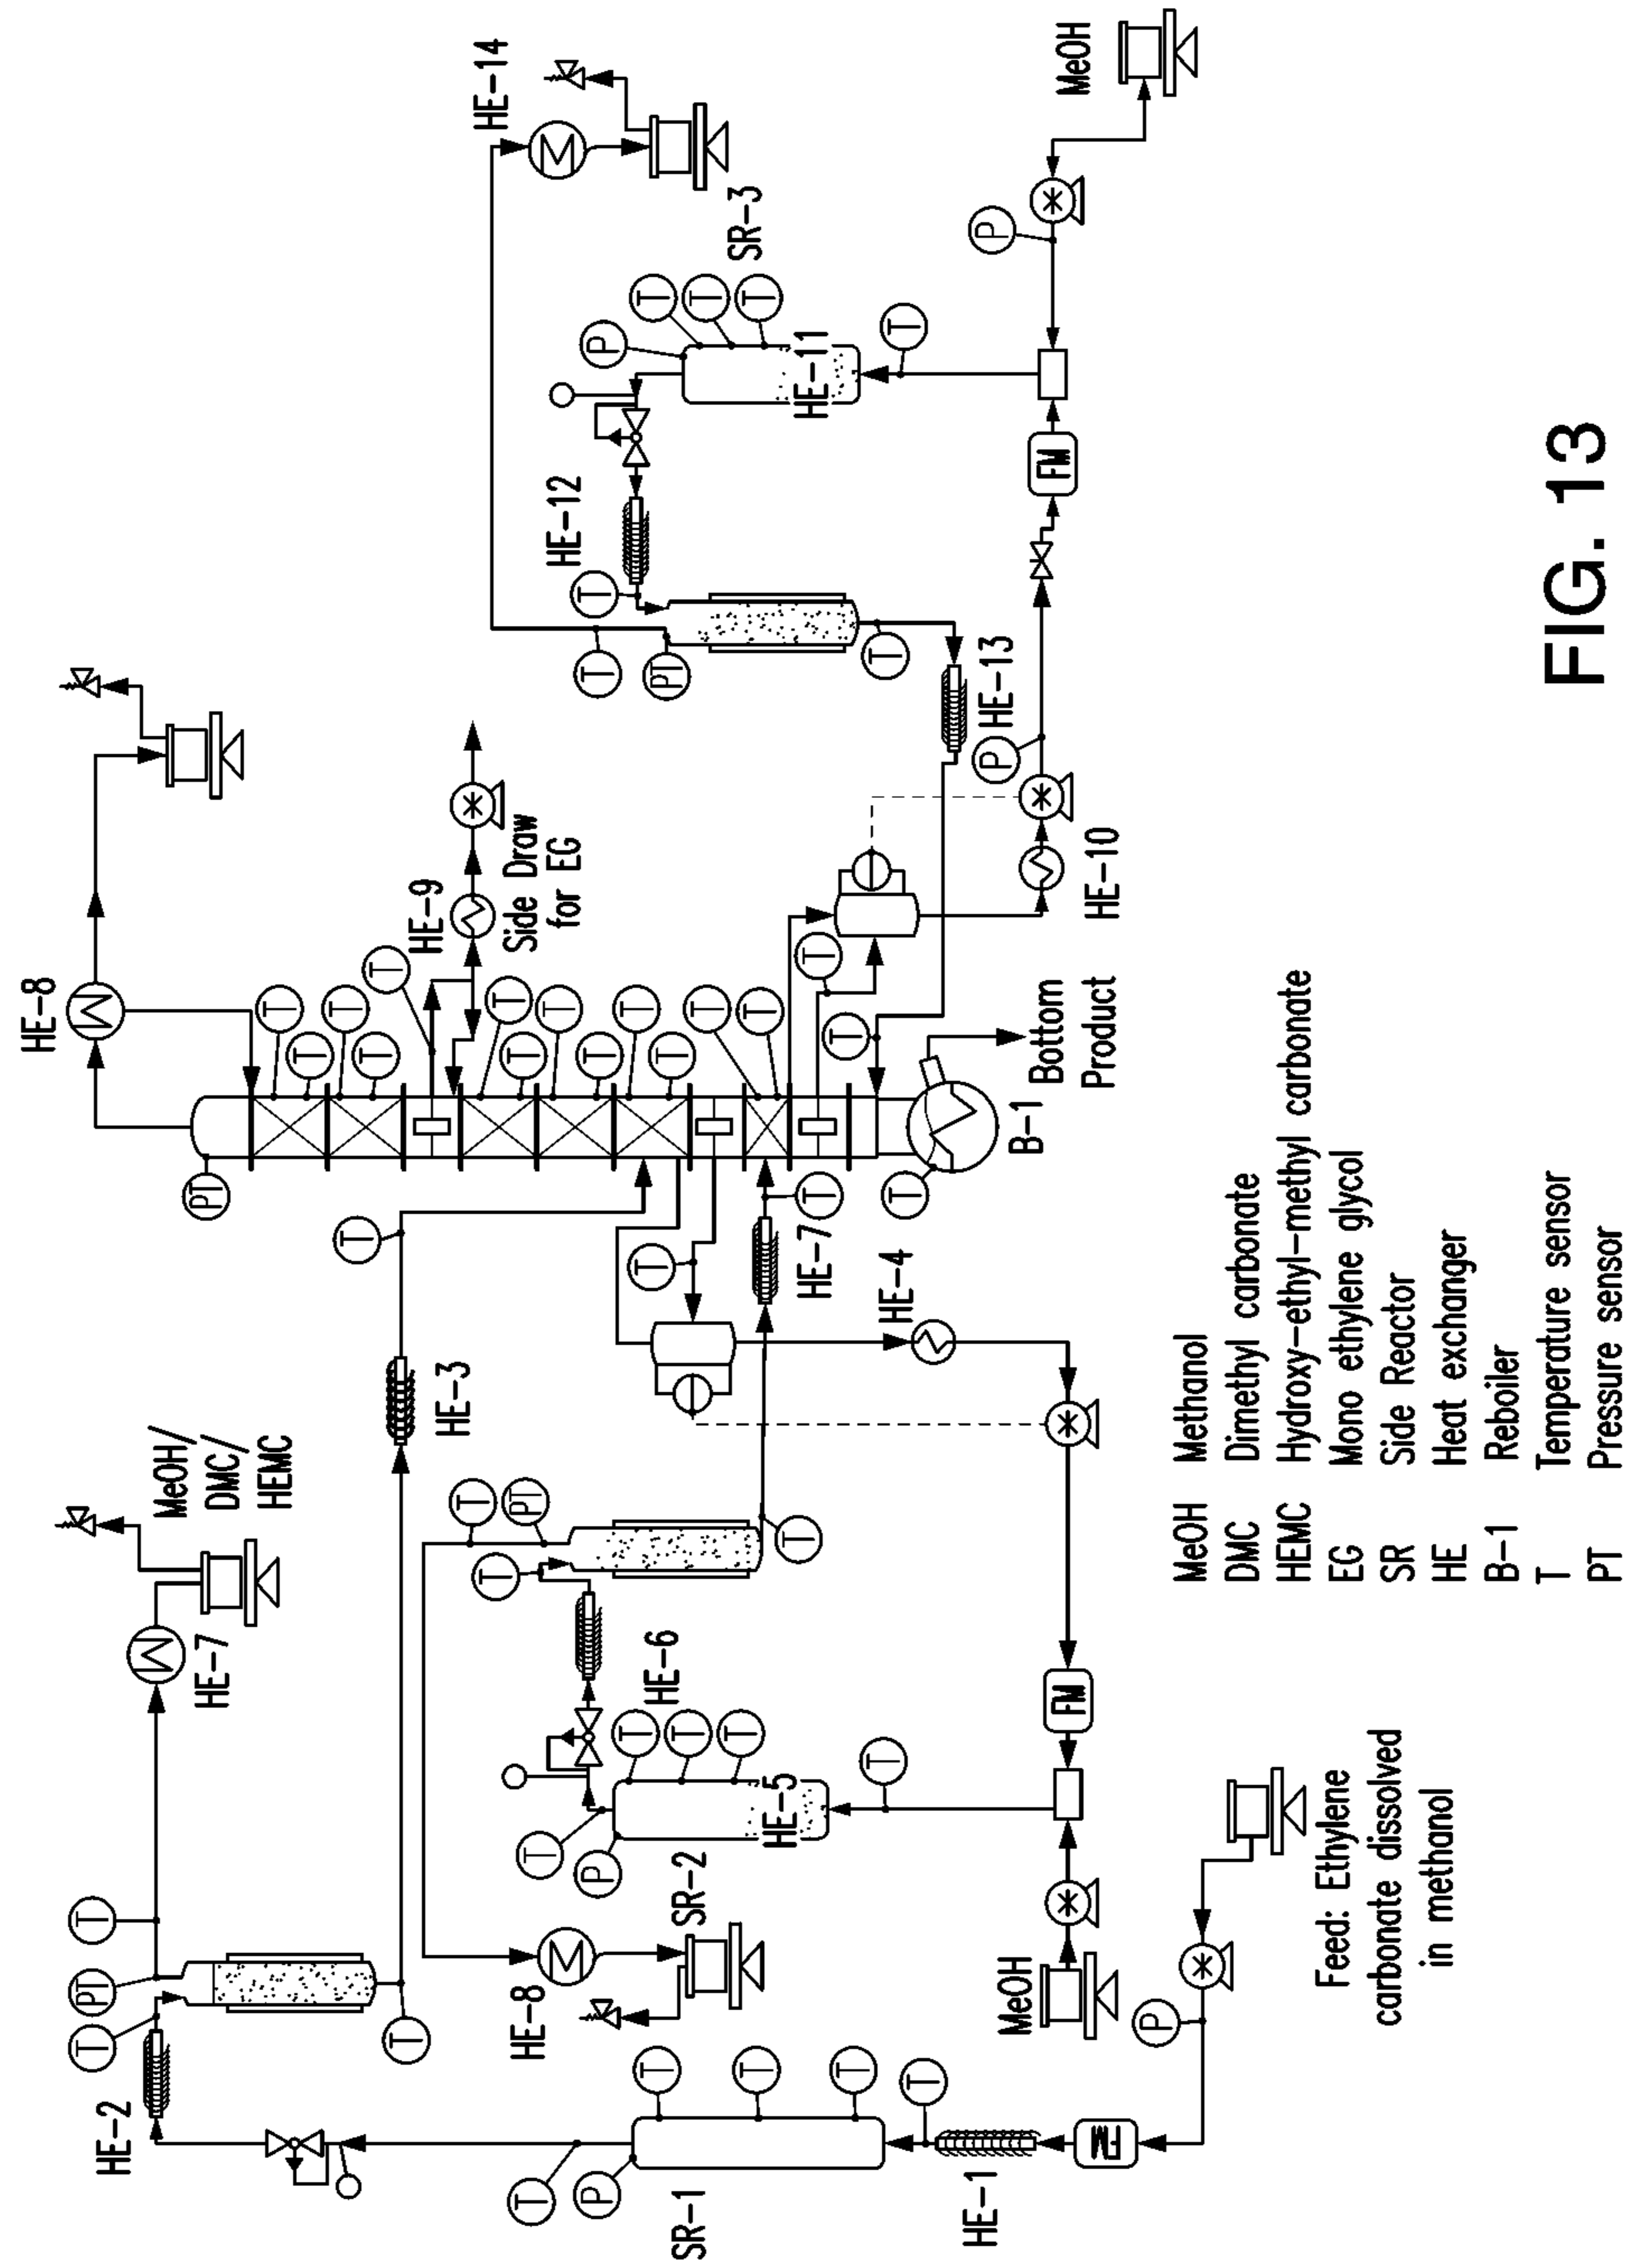 HE-8
T
PT
T
HE-2
MeOH/
DMC/
HEMC
HE-7
PT
T
T
T
T
T
T
T
HE-3
HE-9
T
T
PT
HE-14
T
T
Side Draw
for EG
T
HE-8
T
T
HE-12
T
P
P
T
T
P
T
T
T
T
T
T
HE-6
T
T
T
T
T
T
PT
SR-1
SR-2
T
T
SR-3
HE-5
T
HE-7
T
T
HE-11
T
T
T
HE-4
T
T
T
T
HE-1
HE-13
P
P
MeOH
B-1
Bottom
Product
FM
FM
MeOH
FM
HE-10
P
Feed: Ethylene
carbonate dissolved
in methanol
MeOH Methanol
DMC Dimethyl carbonate
HEMC Hydroxy-ethyl-methyl carbonate
EG Mono ethylene glycol
SR Side Reactor
HE Heat exchanger
B-1 Reboiler
T Temperature sensor
PT Pressure sensor
FIG. 13